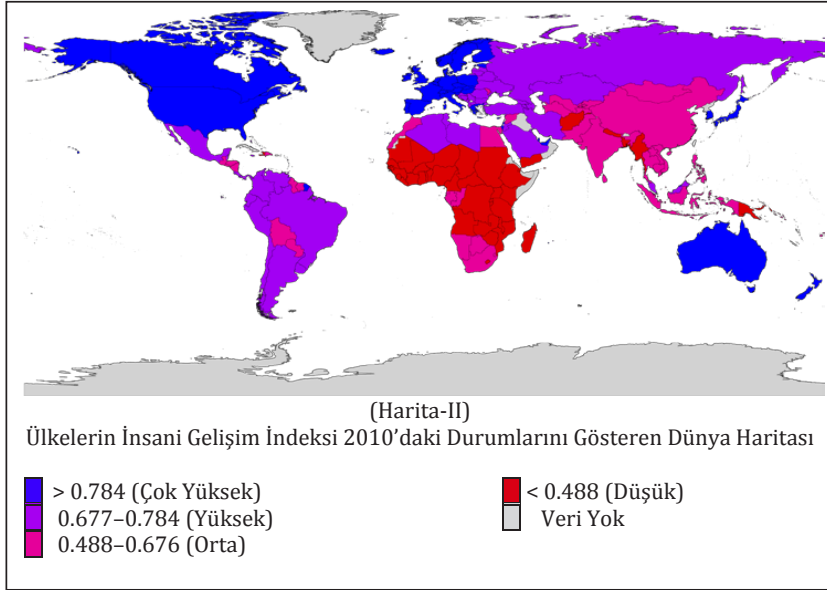 (Harita-II)
Ülkelerin İnsani Gelişim İndeksi 2010’daki Durumlarını Gösteren Dünya Haritası
> 0.784 (Çok Yüksek)
0.677–0.784 (Yüksek)
0.488–0.676 (Orta)
< 0.488 (Düşük)
Veri Yok